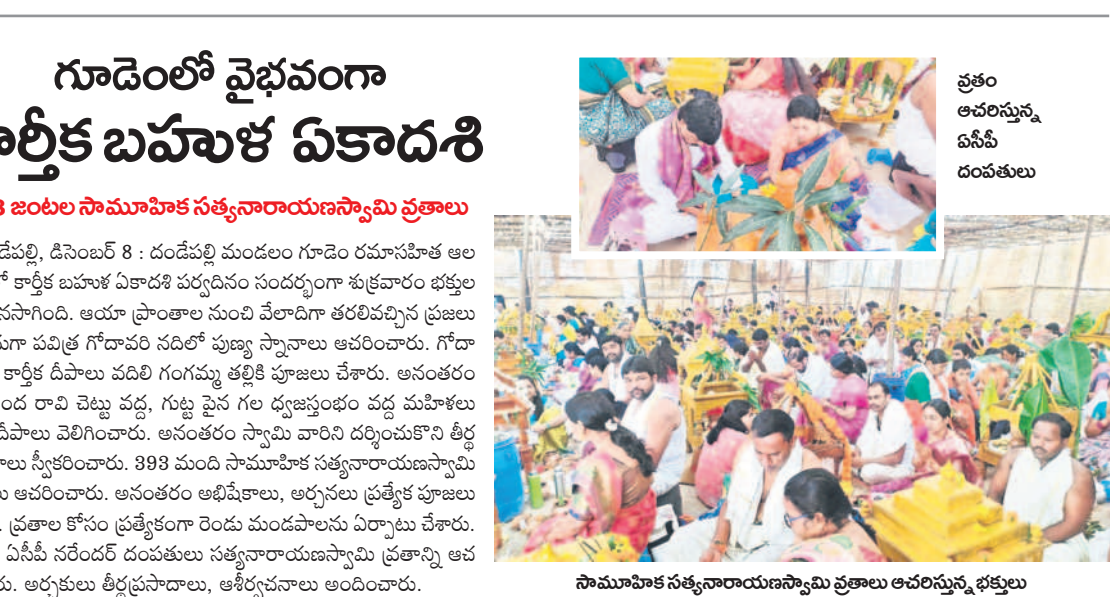 గూడెంలో వైభవంగా
బహుళ ఏకాదశి
జంటల సామూహిక సత్యనారాయణస్వామి వ్రతాలు
డిసెంబర్ 8 : దండేపల్లి మండలం గూడెం రమాసహిత ఆల
కార్తీక బహుళ ఏకాదశి పర్వదినం సందర్భంగా శుక్రవారం భక్తుల
ఆయా ప్రాంతాల నుంచి వేలాదిగా తరలివచ్చిన ప్రజలు
పవిత్ర గోదావరి నదిలో పుణ్య స్నానాలు ఆచరించారు. గోదా
కార్తీక దీపాలు వదిలి గంగమ్మ తల్లికి పూజలు చేశారు. అనంతరం
రావి చెట్టు వద్ద, గుట్ట పైన గల ధ్వజస్తంభం వద్ద మహిళలు
దీపాలు వెలిగించారు. అనంతరం స్వామి వారిని దర్శించుకొని తీర్థ
స్వీకరించారు. 393 మంది సామూహిక సత్యనారాయణస్వామి
ఆచరించారు. అనంతరం అభిషేకాలు, అర్చనలు ప్రత్యేక పూజలు
వ్రతాల కోసం ప్రత్యేకంగా రెండు మండపాలను ఏర్పాటు చేశారు.
ఏసీపీ నరేందర్ దంపతులు సత్యనారాయణస్వామి వ్రతాన్ని ఆచ
అర్చకులు తీర్థప్రసాదాలు, ఆశీర్వచనాలు అందించారు.
వ్రతం
ఆచరిస్తున్న
ఏసీపీ
దంపతులు
సామూహిక సత్యనారాయణస్వామి వ్రతాలు ఆచరిస్తున్న భక్తులు